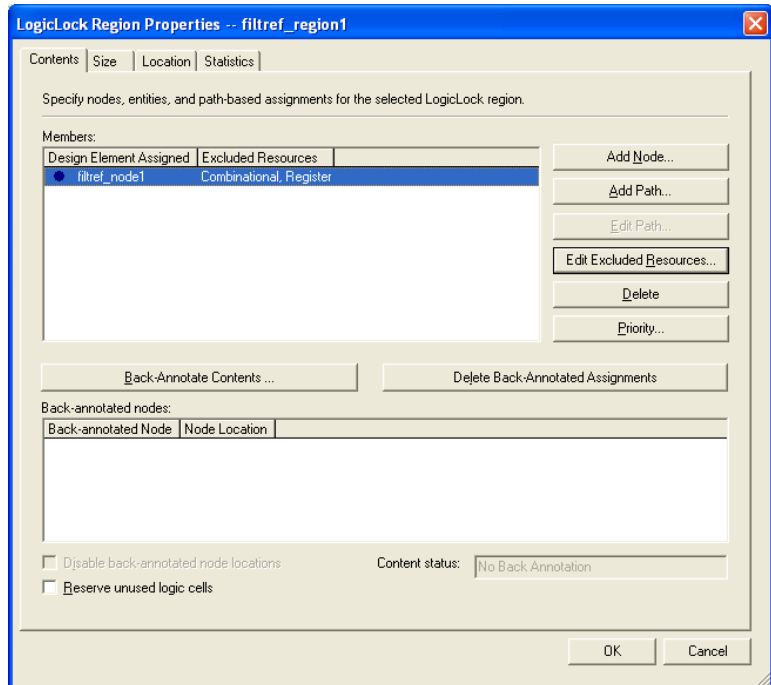 LogicLock Region Properties -- filtref_region1
Contents Size Location Statistics
Specify nodes, entities, and path-based assignments for the selected LogicLock region.
Members:
Design Element Assigned Excluded Resources
filtref_node1 Combinational, Register
Add Node...
Add Path...
Edit Path...
Edit Excluded Resources...
Delete
Priority...
Back-Annotate Contents ... Delete Back-Annotated Assignments
Back-annotated nodes:
Back-annotated Node Node Location
Disable back-annotated node locations Content status: No Back Annotation
Reserve unused logic cells
OK Cancel